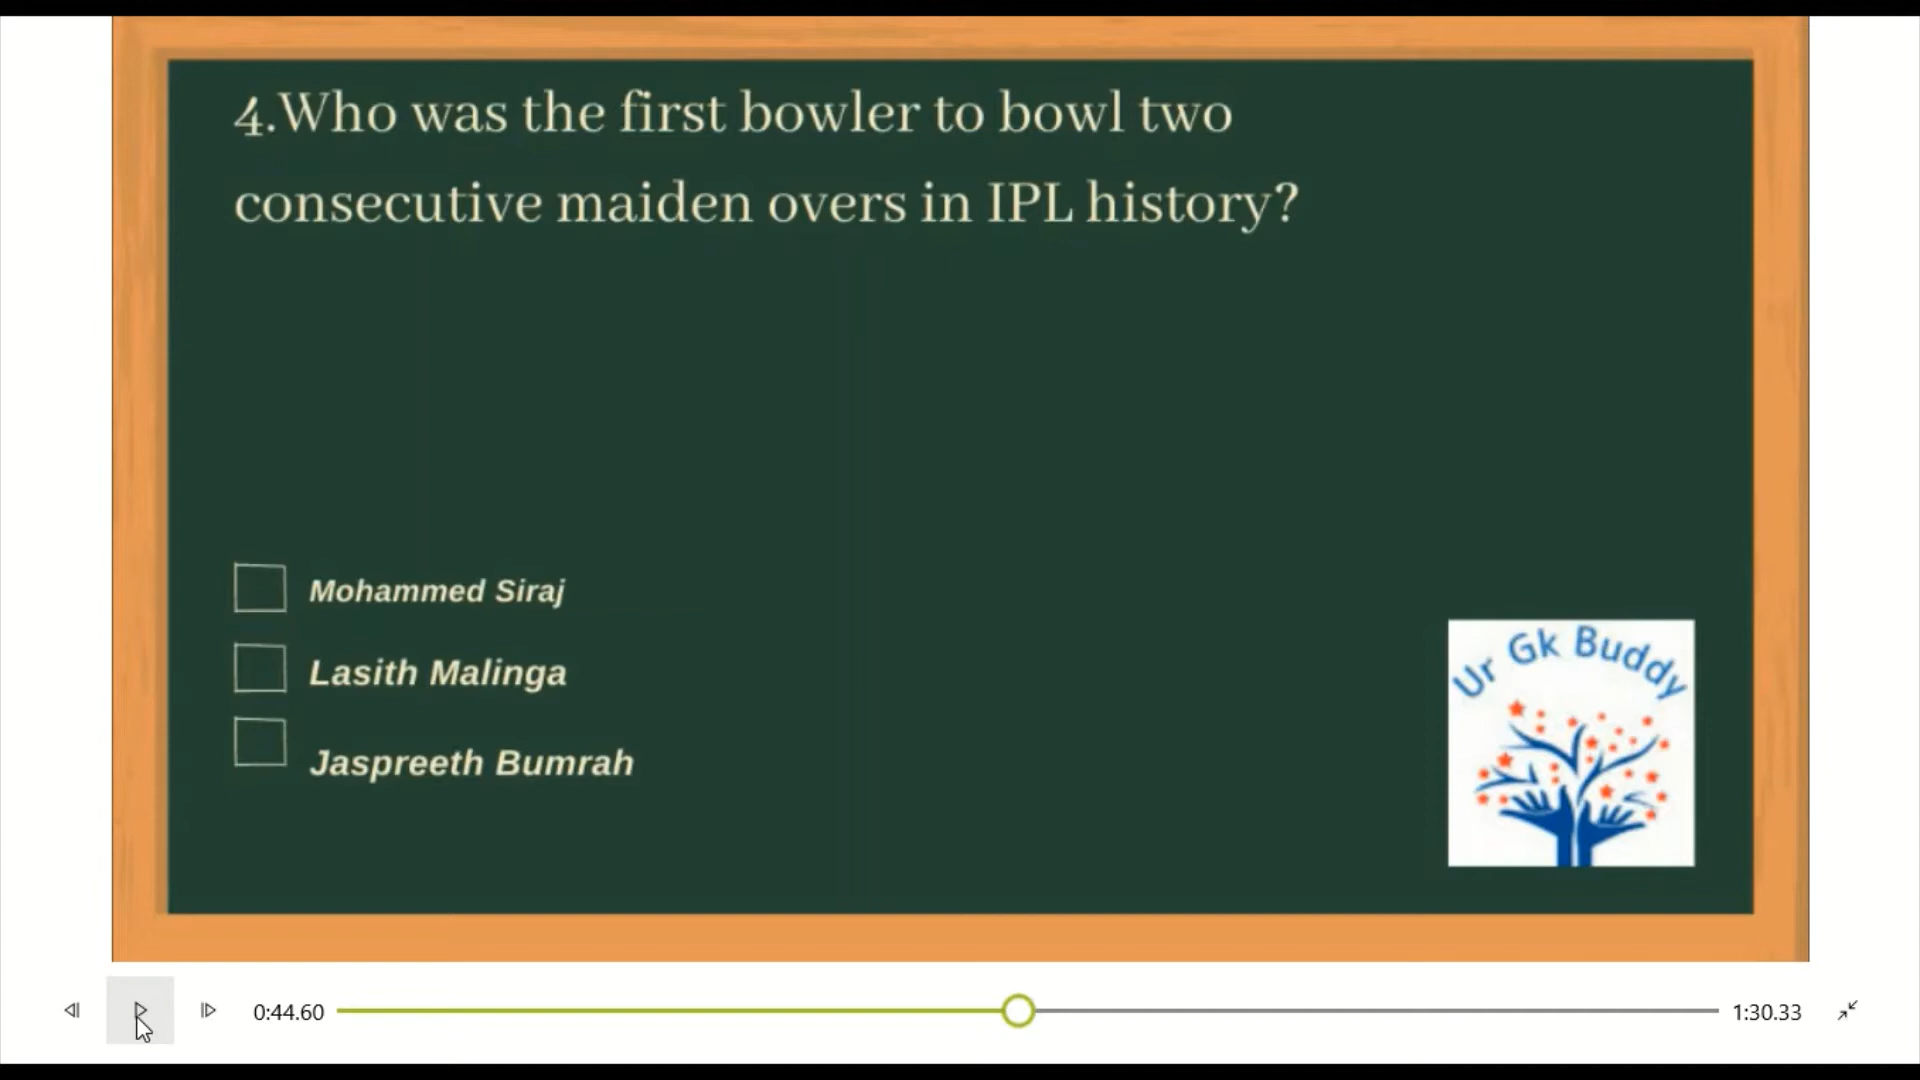 4.Who was the first bowler to bowl two
consecutive maiden overs in IPL history?
Mohammed Siraj
Lasith Malinga
Jaspreeth Bumrah
Ur Gk Buddy
0:44.60
1:30.33